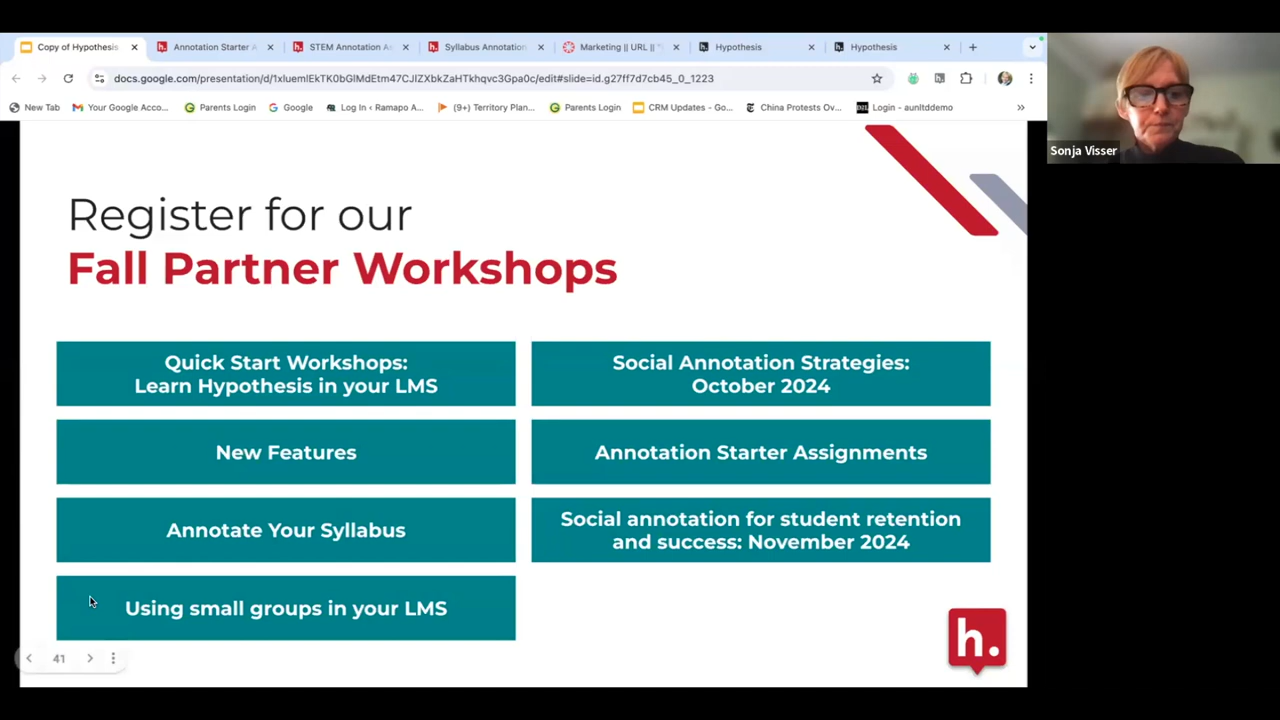 Copy of Hypothesis
Annotation Starter A
STEM Annotation A
Syllabus Annotation
Marketing || URL || "
Hypothesis
Hypothesis
docs.google.com/presentation/d/1xluemlEkTK0bGlMdEtm47CJlZXbkZaHTkhqvc3Gpa0c/edit#slide=id.g27ff7d7cb45_0_1223
New Tab
Your Google Acco...
Parents Login
Google
Log In ‹ Ramapo A...
(9+) Territory Plan...
Parents Login
CRM Updates - Go...
China Protests Ov...
Login - aunltddemo
Sonja Visser
Register for our
Fall Partner Workshops
Quick Start Workshops:
Learn Hypothesis in your LMS
Social Annotation Strategies:
October 2024
New Features
Annotation Starter Assignments
Annotate Your Syllabus
Social annotation for student retention
and success: November 2024
Using small groups in your LMS
h.
41